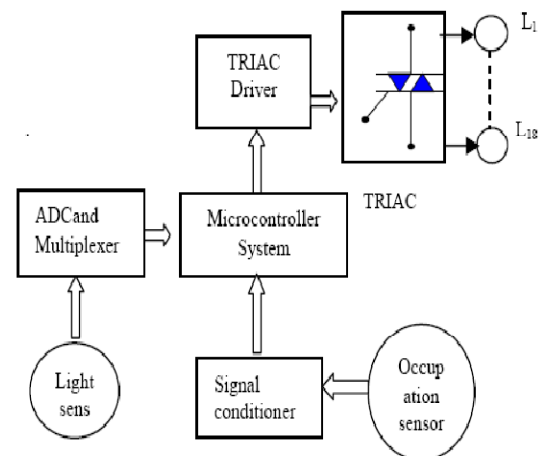 L1
TRIAC
Driver
L18
TRIAC
ADCand
Multiplexer
Microcontroller
System
Light
sens
Signal
conditioner
Occup
ation
sensor